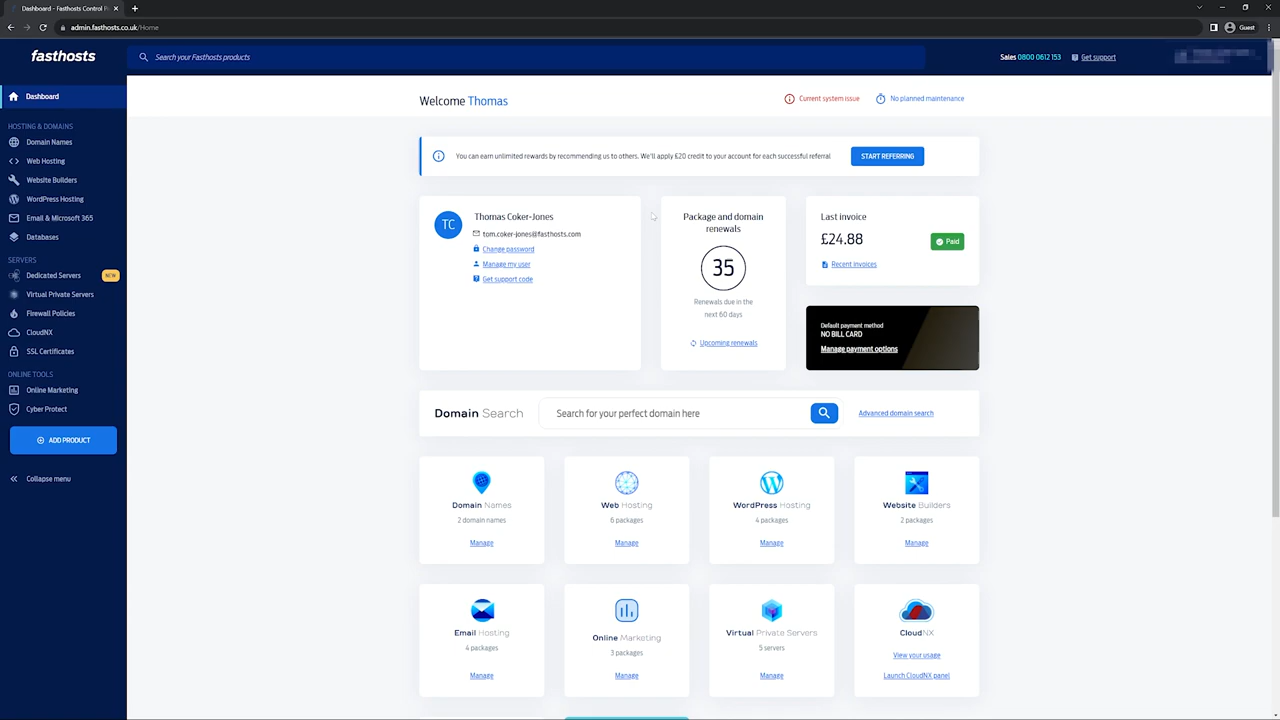 Dashboard - Fasthosts Control P
admin.fasthosts.co.uk/Home
Guest
fasthosts
Search your Fasthosts products
Sales 0800 0612 153
Get support
Dashboard
HOSTING & DOMAINS
Domain Names
Web Hosting
Website Builders
WordPress Hosting
Email & Microsoft 365
Databases
SERVERS
Dedicated Servers NEW
Virtual Private Servers
Firewall Policies
CloudNX
SSL Certificates
ONLINE TOOLS
Online Marketing
Cyber Protect
ADD PRODUCT
Collapse menu
Welcome Thomas
Current system issue
No planned maintenance
You can earn unlimited rewards by recommending us to others. We'll apply £20 credit to your account for each successful referral
START REFERRING
TC
Thomas Coker-Jones
tom.coker-jones@fasthosts.com
Change password
Manage my user
Get support code
Package and domain
renewals
35
Renewals due in the
next 60 days
Upcoming renewals
Last invoice
£24.88
Paid
Recent invoices
Default payment method
NO BILL CARD
Manage payment options
Domain Search
Search for your perfect domain here
Advanced domain search
Domain Names
2 domain names
Manage
Web Hosting
6 packages
Manage
WordPress Hosting
4 packages
Manage
Website Builders
2 packages
Manage
Email Hosting
4 packages
Manage
Online Marketing
3 packages
Manage
Virtual Private Servers
5 servers
Manage
CloudNX
View your usage
Launch CloudNX panel